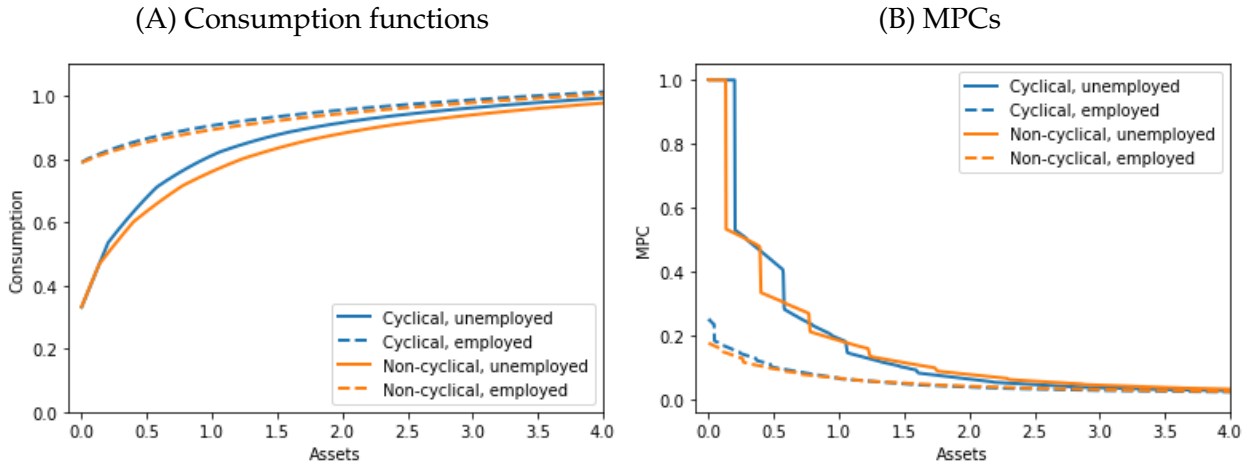 (A) Consumption functions
Consumption
1.0
0.8
0.6
0.4
0.2
0.0
0.0 0.5 1.0 1.5 2.0 2.5 3.0 3.5 4.0
Assets
Cyclical, unemployed
Cyclical, employed
Non-cyclical, unemployed
Non-cyclical, employed
(B) MPCs
MPC
1.0
0.8
0.6
0.4
0.2
0.0
0.0 0.5 1.0 1.5 2.0 2.5 3.0 3.5 4.0
Assets
Cyclical, unemployed
Cyclical, employed
Non-cyclical, unemployed
Non-cyclical, employed